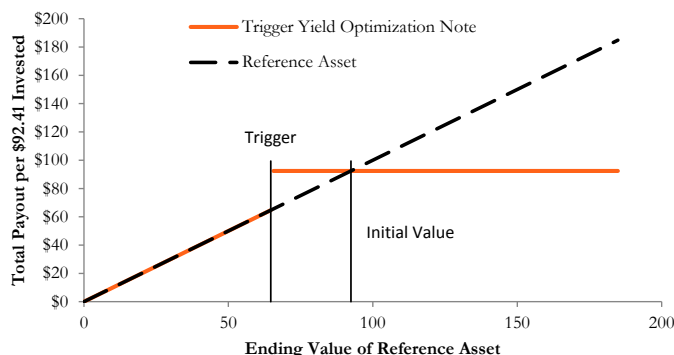 Total Payout per $92.41 Invested
$200
$180
$160
$140
$120
$100
$80
$60
$40
$20
$0
Trigger Yield Optimization Note
Reference Asset
Trigger
Initial Value
0
50
100
150
200
Ending Value of Reference Asset